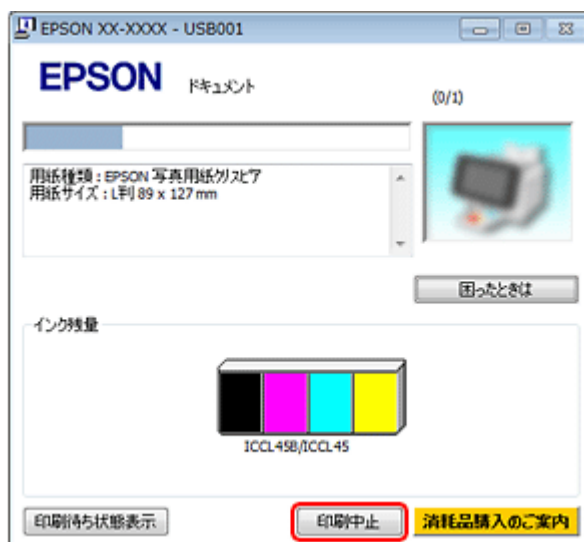 EPSON XX-XXXX - USB001
EPSON ドキュメント
(0/1)
用紙種類 : EPSON 写真用紙クリスピア
用紙サイズ : L判 89 x 127 mm
困ったときは
インク残量
ICCL45B/ICCL45
印刷待ち状態表示
印刷中止
消耗品購入のご案内